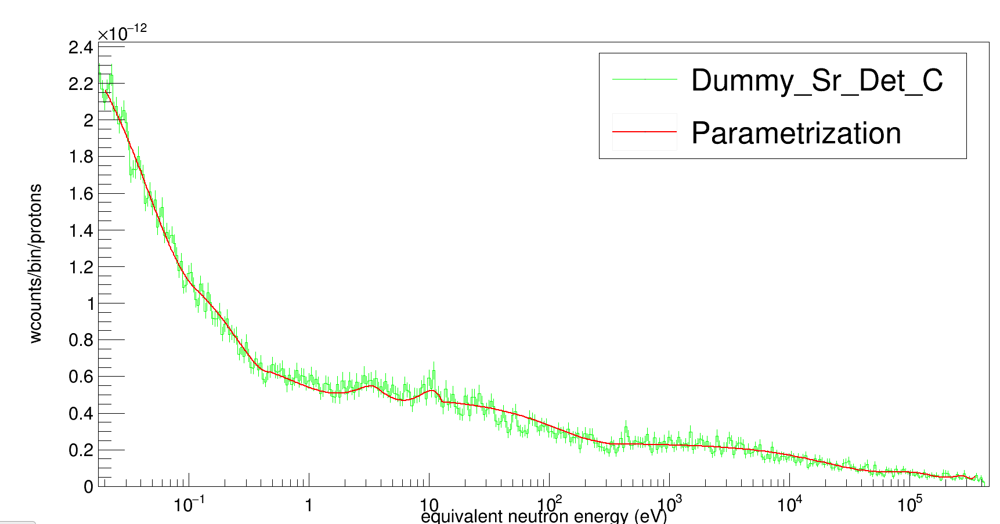 ×10⁻¹²
2.4
2.2
2
1.8
1.6
1.4
1.2
1
0.8
0.6
0.4
0.2
0
wcounts/bin/protons
Dummy_Sr_Det_C
Parametrization
10⁻¹ 1 10 10² 10³ 10⁴ 10⁵
equivalent neutron energy (eV)